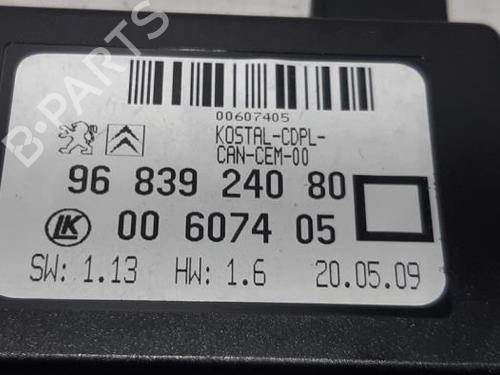 00607405
KOSTAL-CDPL-
CAN-CEM-00
96 839 240 80
LK 00 6074 05
SW: 1.13 HW: 1.6 20.05.09
B-PARTS